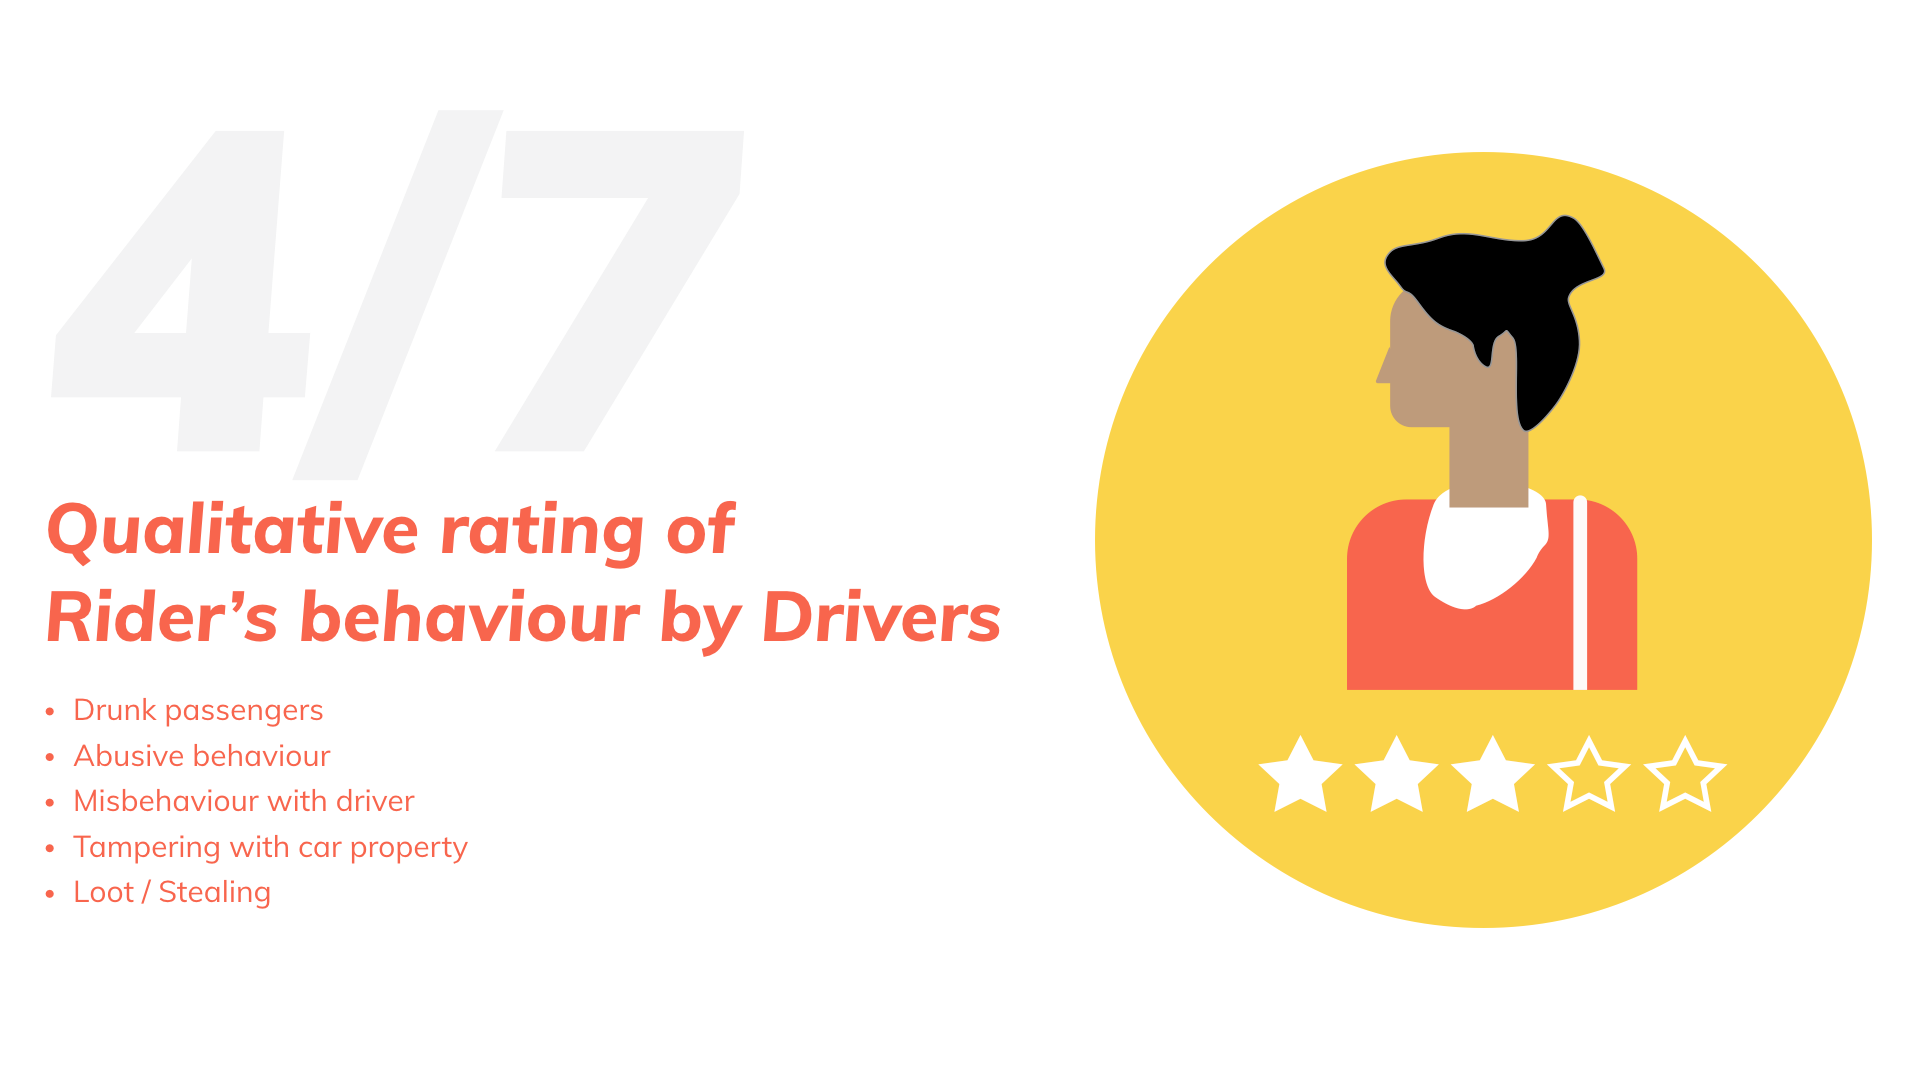 4/7
Qualitative rating of
Rider’s behaviour by Drivers
• Drunk passengers
• Abusive behaviour
• Misbehaviour with driver
• Tampering with car property
• Loot / Stealing